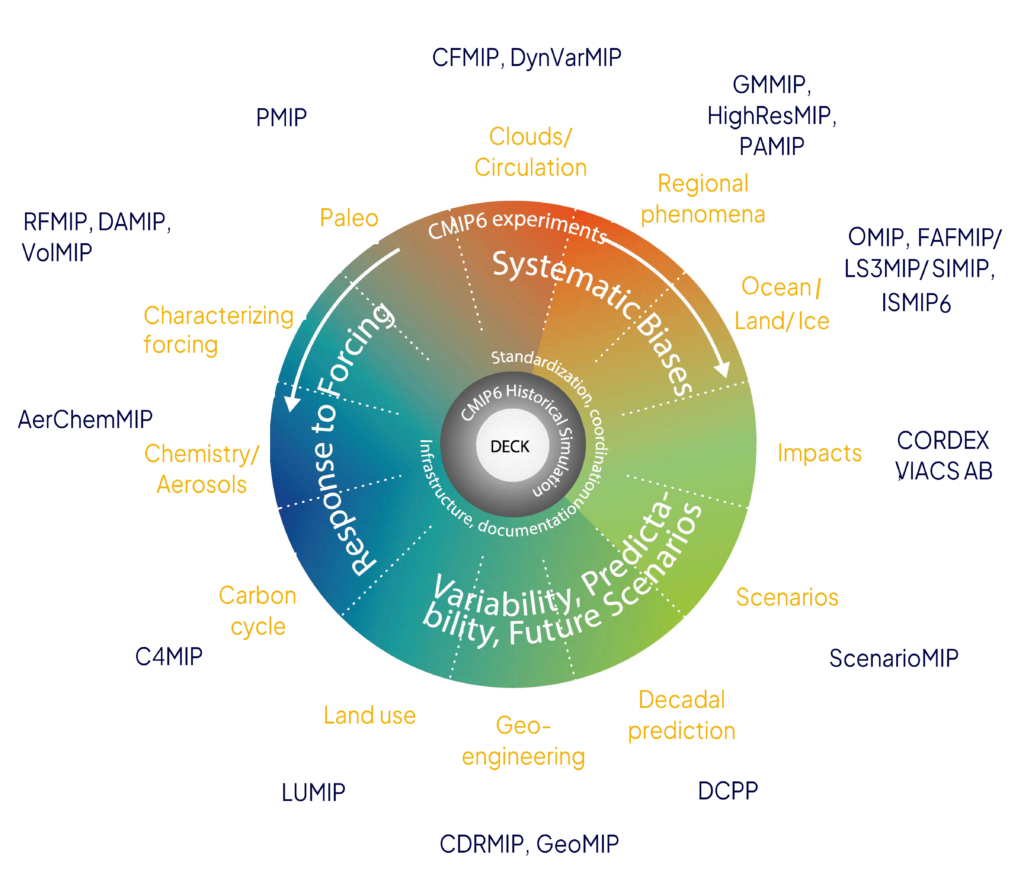 CFMIP, DynVarMIP
GMMIP,
HighResMIP,
PAMIP
PMIP
Clouds/
Circulation
Regional
phenomena
Paleo
RFMIP, DAMIP,
VolMIP
OMIP, FAFMIP/
LS3MIP/ SIMIP,
ISMIP6
CMIP6 experiments
Systematic Biases
Ocean/
Land/Ice
Characterizing
forcing
Response to Forcing
Standardization, coordination
CMIP6 Historical Simulation
DECK
Infrastructure, documentation
AerChemMIP
Chemistry/
Aerosols
Impacts
CORDEX
VIACS AB
Variability, Predicta-
bility, Future Scenarios
Carbon
cycle
Scenarios
C4MIP
ScenarioMIP
Land use
Geo-
engineering
Decadal
prediction
LUMIP
DCPP
CDRMIP, GeoMIP